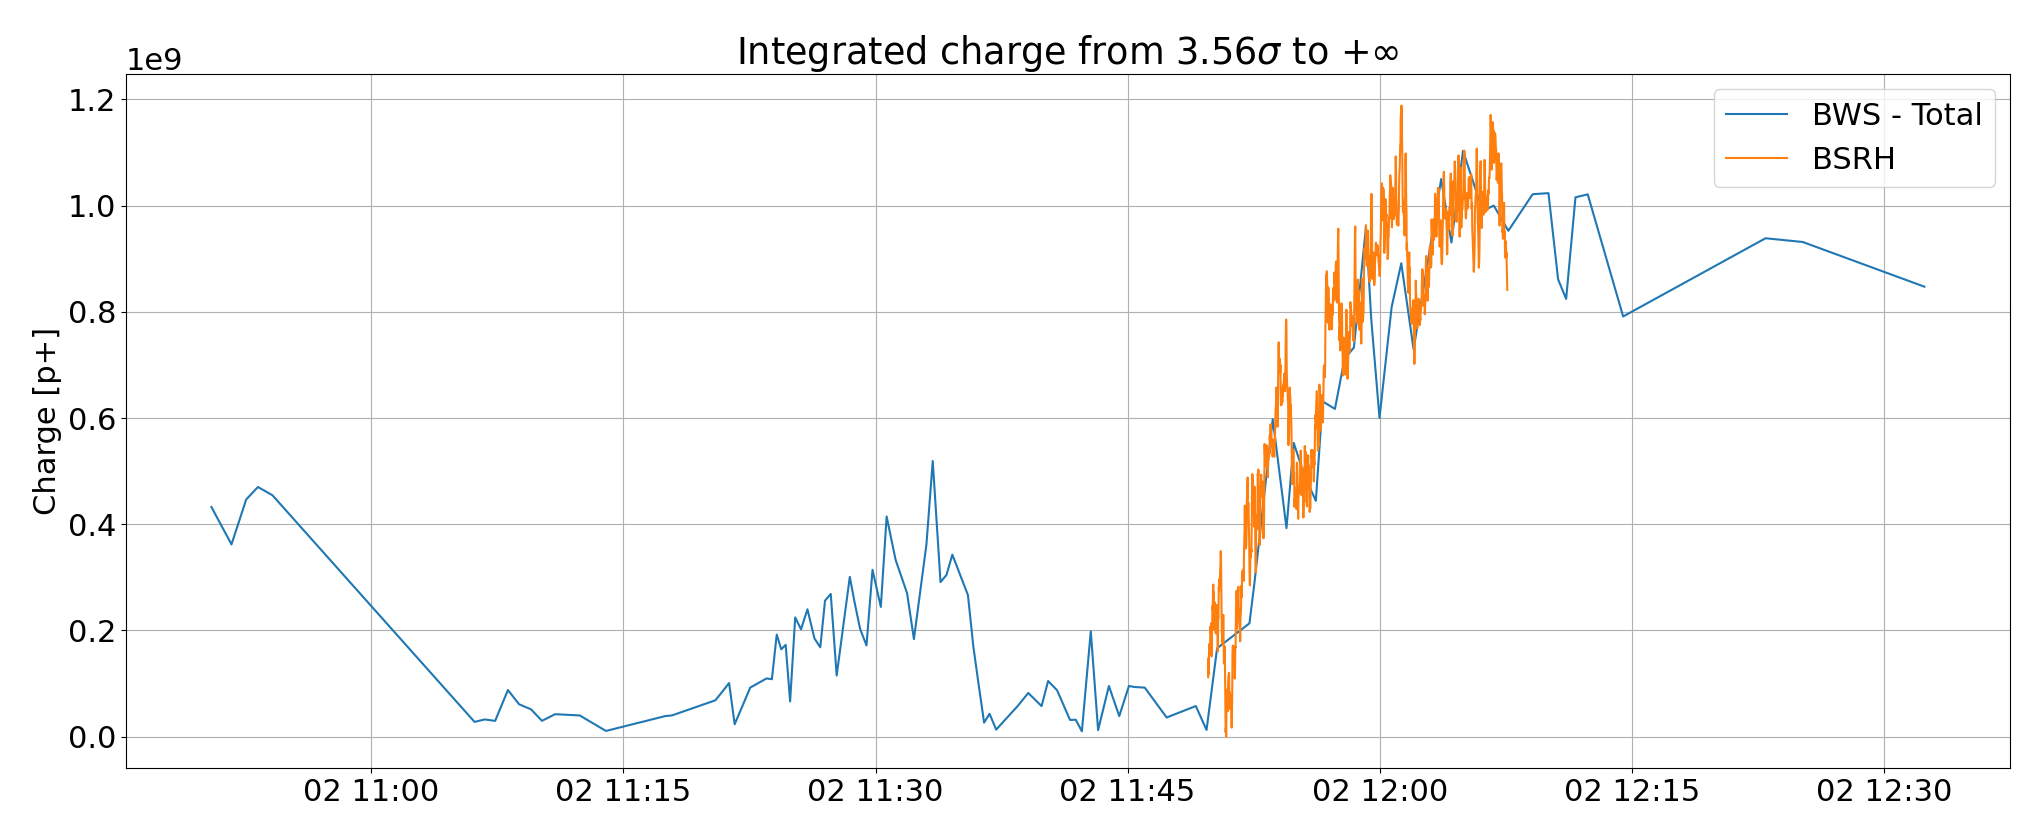 Integrated charge from 3.56σ to +∞
1e9
1.2
1.0
0.8
0.6
0.4
0.2
0.0
Charge [p+]
BWS - Total
BSRH
02 11:00
02 11:15
02 11:30
02 11:45
02 12:00
02 12:15
02 12:30